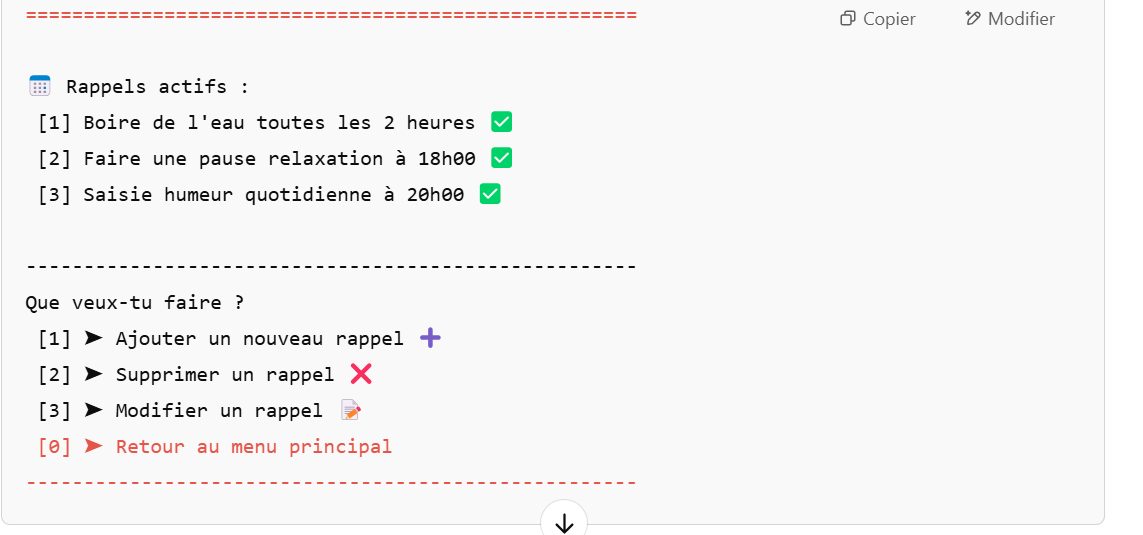 =====================================================
Copier Modifier
📅 Rappels actifs :
[1] Boire de l'eau toutes les 2 heures ✅
[2] Faire une pause relaxation à 18h00 ✅
[3] Saisie humeur quotidienne à 20h00 ✅
-----------------------------------------------------
Que veux-tu faire ?
[1] ➤ Ajouter un nouveau rappel ➕
[2] ➤ Supprimer un rappel ❌
[3] ➤ Modifier un rappel 📝
[0] ➤ Retour au menu principal
-----------------------------------------------------